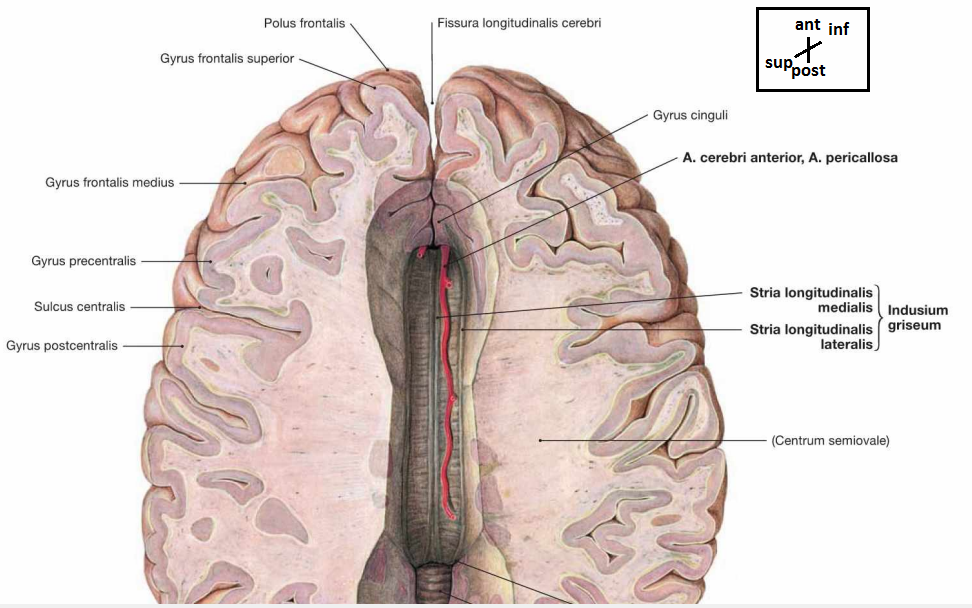 Polus frontalis
Fissura longitudinalis cerebri
ant
inf
sup
post
Gyrus frontalis superior
Gyrus cinguli
A. cerebri anterior, A. pericallosa
Gyrus frontalis medius
Gyrus precentralis
Sulcus centralis
Gyrus postcentralis
Stria longitudinalis
medialis
Stria longitudinalis
lateralis
Indusium
griseum
(Centrum semiovale)